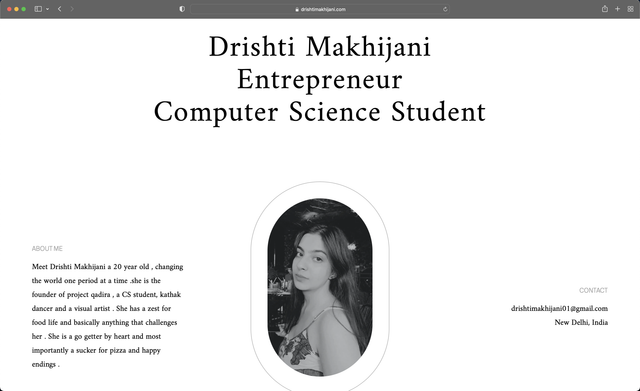 drishtimakhijani.com
Drishti Makhijani
Entrepreneur
Computer Science Student
ABOUT ME
Meet Drishti Makhijani a 20 year old , changing
the world one period at a time .she is the
founder of project qadira , a CS student, kathak
dancer and a visual artist . She has a zest for
food life and basically anything that challenges
her . She is a go getter by heart and most
importantly a sucker for pizza and happy
endings .
CONTACT
drishtimakhijani01@gmail.com
New Delhi, India